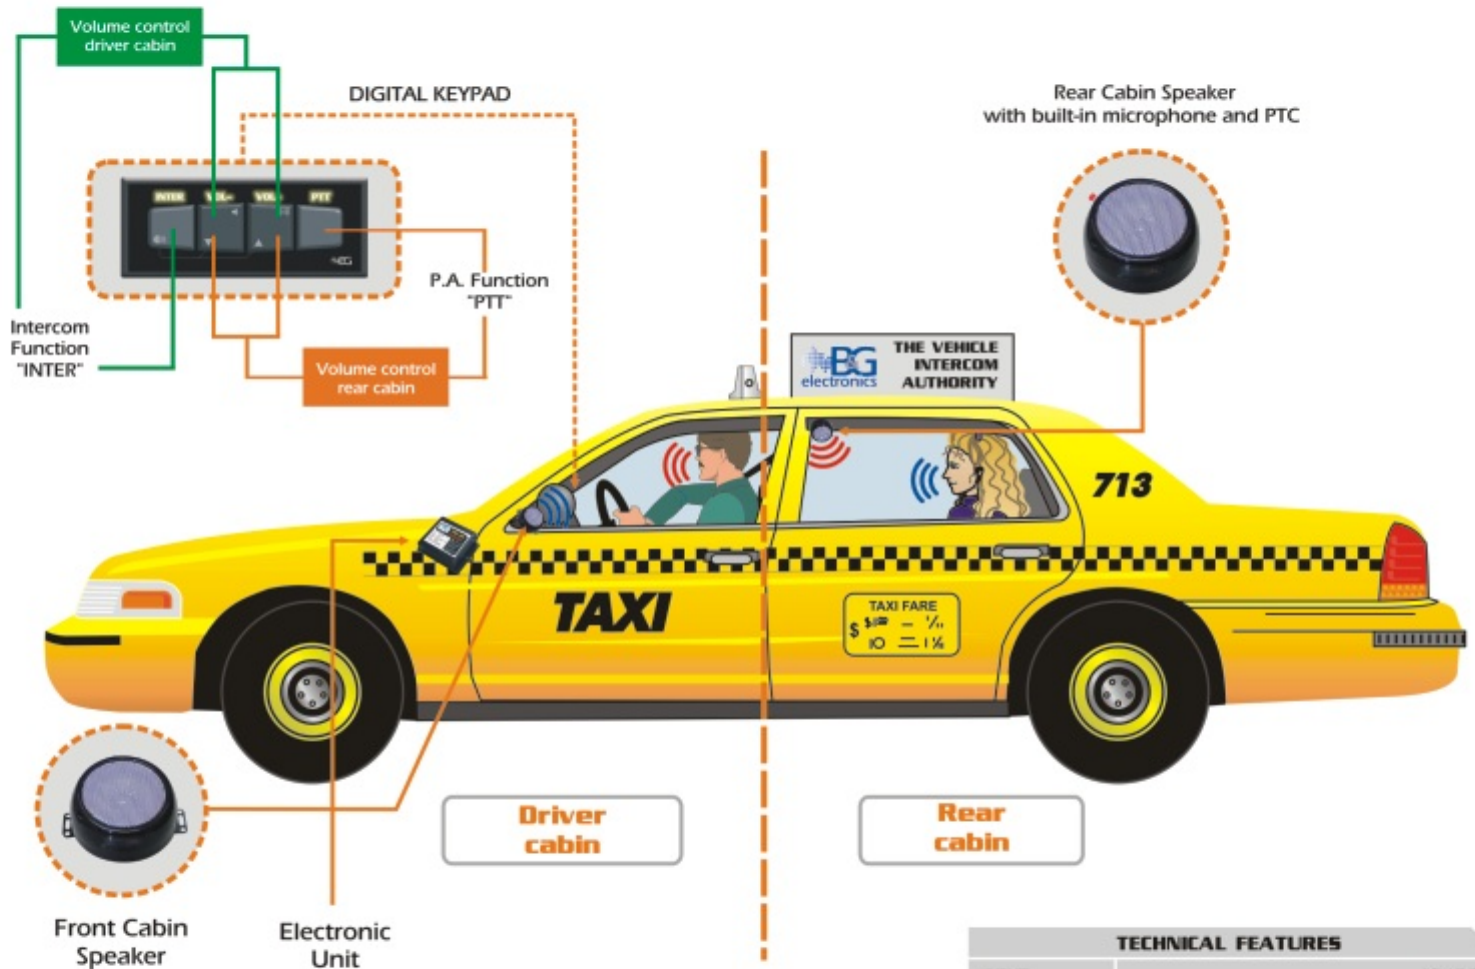 Volume control
driver cabin
DIGITAL KEYPAD
Rear Cabin Speaker
with built-in microphone and PTC
INTER VOL- VOL+ PTT
P.A. Function
"PTT"
Intercom
Function
"INTER"
Volume control
rear cabin
B&G
electronics
THE VEHICLE
INTERCOM
AUTHORITY
713
TAXI
TAXI FARE
$
Driver
cabin
Rear
cabin
Front Cabin
Speaker
Electronic
Unit
TECHNICAL FEATURES